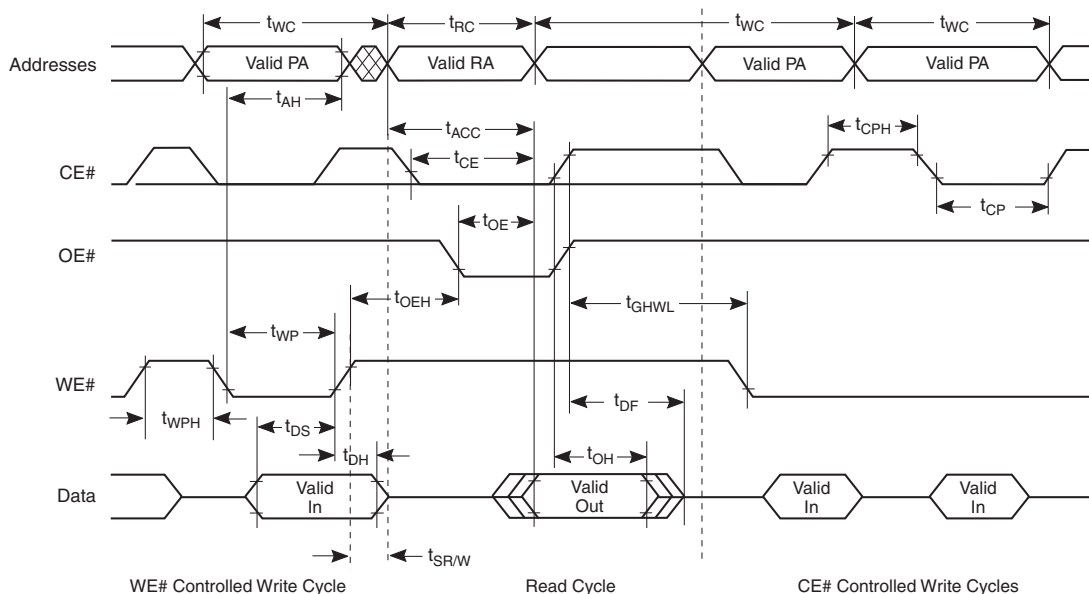 tWC tRC tWC tWC
Addresses Valid PA Valid RA Valid PA Valid PA
tAH
tACC tCPH
CE# tCE
tCP
tOE
OE#
tOEH tGHWL
tWP
WE#
tWPH tDS tDF
tDH tOH
Data Valid In Valid Out Valid In Valid In
tSR/W
WE# Controlled Write Cycle Read Cycle CE# Controlled Write Cycles